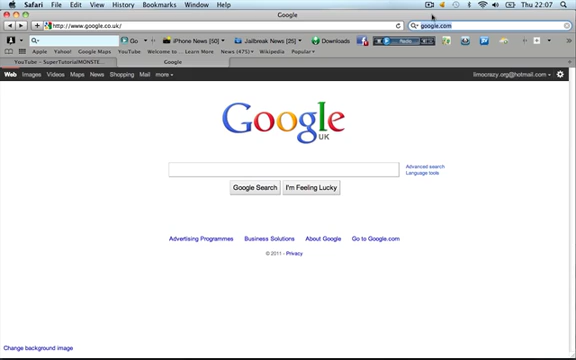 Safari File Edit View History Bookmarks Window Help Thu 22:07
Google
http://www.google.co.uk/ google.com
Go iPhone News [50] Jailbreak News [25] Downloads Radio
Apple Yahoo! Google Maps YouTube Wikipedia Welcome to... Learn More News (475) Popular
YouTube - SuperTutorialMONSTE... Google
Web Images Videos Maps News Shopping Mail more limocrazy.org@hotmail.com
Google
UK
Advanced search
Language tools
Google Search I'm Feeling Lucky
Advertising Programmes Business Solutions About Google Go to Google.com
© 2011 - Privacy
Change background image